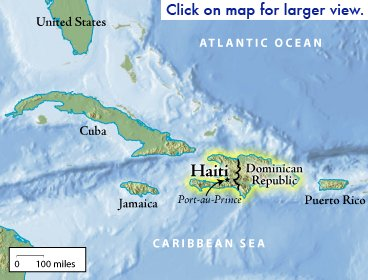 Click on map for larger view.
United States
ATLANTIC OCEAN
Cuba
Haiti
Dominican
Republic
Port-au-Prince
Jamaica
Puerto Rico
CARIBBEAN SEA
0 100 miles